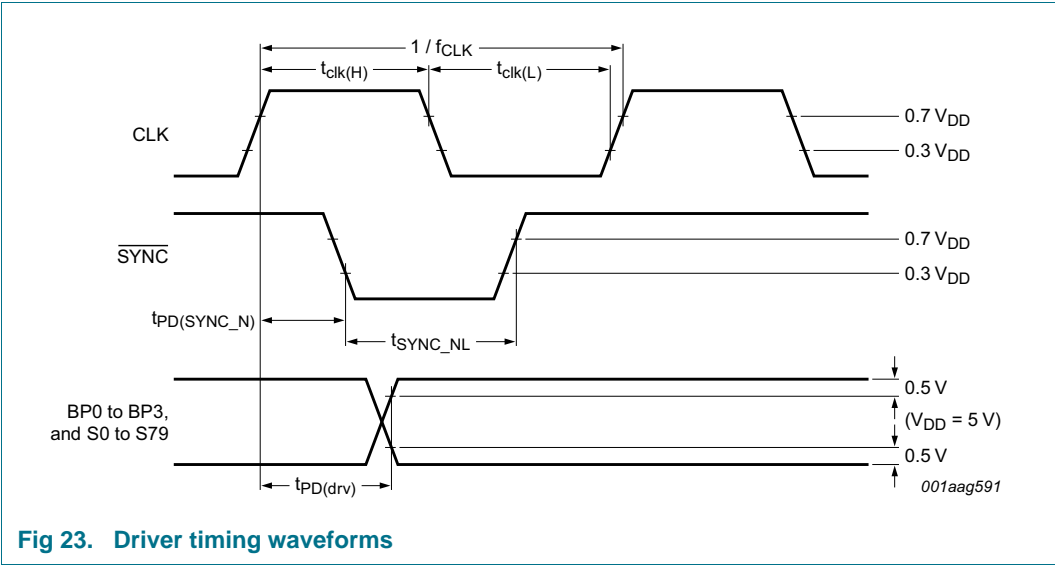 1 / fCLK
tclk(H)
tclk(L)
CLK
0.7 VDD
0.3 VDD
SYNC
0.7 VDD
0.3 VDD
tPD(SYNC_N)
tSYNC_NL
BP0 to BP3,
and S0 to S79
0.5 V
(VDD = 5 V)
0.5 V
tPD(drv)
001aag591
Fig 23. Driver timing waveforms